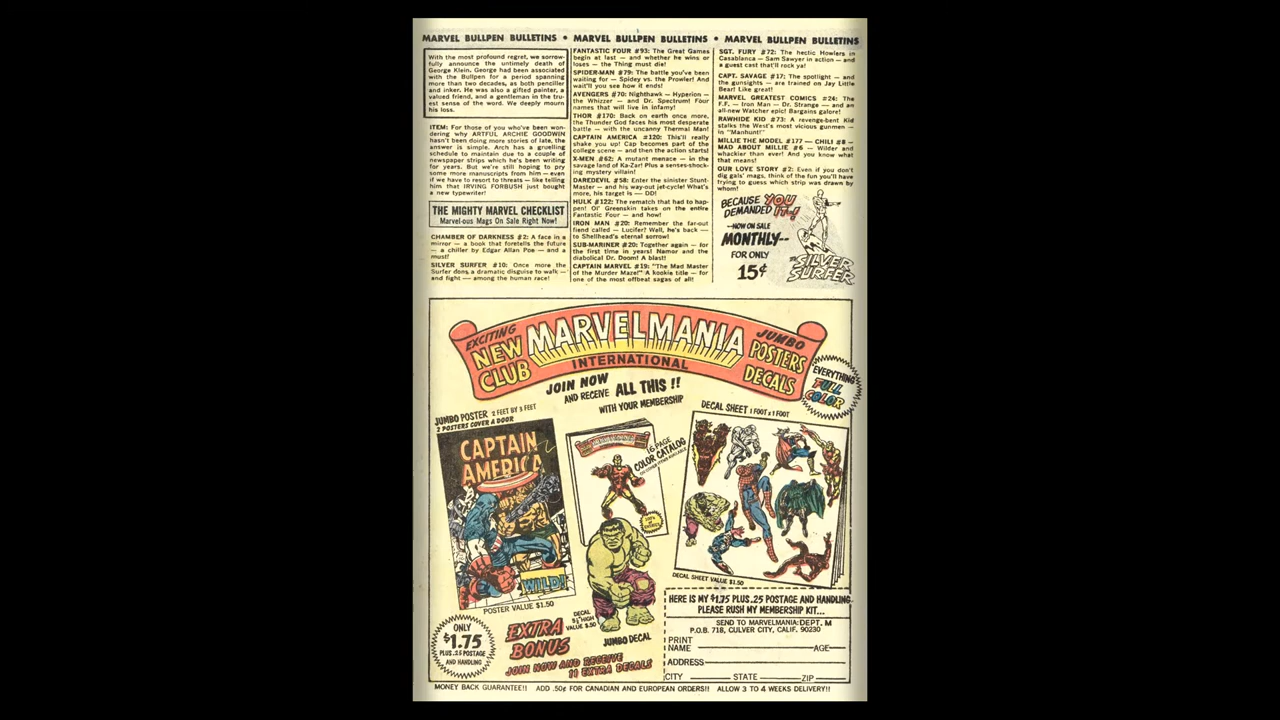 MARVEL BULLPEN BULLETINS • MARVEL BULLPEN BULLETINS • MARVEL BULLPEN BULLETINS
With the most profound regret, we sorrow-
fully announce the untimely death of
George Klein. George had been associated
with the Bullpen for a period spanning
more than two decades, as both penciller
and inker. He was also a gifted painter, a
valued friend, and a gentleman in the tru-
est sense of the word. We deeply mourn
his loss.
ITEM: For those of you who've been won-
dering why ARTFUL ARCHIE GOODWIN
hasn't been doing more stories of late, the
answer is simple. Arch has a gruelling
schedule to maintain due to a couple of
newspaper strips which he's been writing
for years. But we're still hoping to pry
some more manuscripts from him — even
if we have to resort to threats — like telling
him that IRVING FORBUSH just bought
a new typewriter!
THE MIGHTY MARVEL CHECKLIST
Marvel-ous Mags On Sale Right Now!
CHAMBER OF DARKNESS #2: A face in a
mirror — a book that foretells the future
— a chiller by Edgar Allan Poe — and a
must!
SILVER SURFER #10: Once more the
Surfer dons a dramatic disguise to walk —
and fight — among the human race!
FANTASTIC FOUR #93: The Great Games
begin at last — and whether he wins or
loses — the Thing must die!
SPIDER-MAN #79: The battle you've been
waiting for — Spidey vs. the Prowler! And
wait'll you see how it ends!
AVENGERS #70: Nighthawk — Hyperion —
the Whizzer — and Dr. Spectrum! Four
names that will live in infamy!
THOR #170: Back on earth once more,
the Thunder God faces his most desperate
battle — with the uncanny Thermal Man!
CAPTAIN AMERICA #120: This'll really
shake you up! Cap becomes part of the
college scene — and then the action starts!
X-MEN #62: A mutant menace — in the
savage land of Ka-Zar! Plus a senses-shock-
ing mystery villain!
DAREDEVIL #58: Enter the sinister Stunt-
Master — and his way-out jet-cycle! What's
more, his target is — DD!
HULK #122: The rematch that had to hap-
pen! Ol' Greenskin takes on the entire
Fantastic Four — and how!
IRON MAN #20: Remember the far-out
fiend called — Lucifer? Well, he's back —
to Shellhead's eternal sorrow!
SUB-MARINER #20: Together again — for
the first time in years! Namor and the
diabolical Dr. Doom! A blast!
CAPTAIN MARVEL #19: "The Mad Master
of the Murder Maze!" A kookie title — for
one of the most offbeat sagas of all!
SGT. FURY #72: The hectic Howlers in
Casablanca — Sam Sawyer in action — and
a guest cast that'll rock ya!
CAPT. SAVAGE #17: The spotlight — and
the gunsights — are trained on Jay Little
Bear! Like great!
MARVEL GREATEST COMICS #24: The
F.F. — Iron Man — Dr. Strange — and an
all-new Watcher epic! Bargains galore!
RAWHIDE KID #73: A revenge-bent Kid
stalks the West's most vicious gunmen —
in "Manhunt!"
MILLIE THE MODEL #177 — CHILI #8 —
MAD ABOUT MILLIE #6 — Wilder and
whackier than ever! And you know what
that means!
OUR LOVE STORY #2: Even if you don't
dig gals' mags, think of the fun you'll have
trying to guess which strip was drawn by
whom!
BECAUSE YOU
DEMANDED IT--!
—NOW ON SALE
MONTHLY--
FOR ONLY
15¢
THE SILVER
SURFER
EXCITING
NEW
CLUB
MARVELMANIA
INTERNATIONAL
JUMBO
POSTERS
DECALS
EVERYTHING
FULL
COLOR
JOIN NOW
AND RECEIVE ALL THIS !!
WITH YOUR MEMBERSHIP
JUMBO POSTER 2 FEET BY 3 FEET
2 POSTERS COVER A DOOR
CAPTAIN
AMERICA
WILD!
POSTER VALUE $1.50
16 PAGE
COLOR CATALOG
DECAL SHEET 1 FOOT x 1 FOOT
DECAL SHEET VALUE $1.50
ONLY
$1.75
PLUS .25 POSTAGE
AND HANDLING
EXTRA
BONUS
JOIN NOW AND RECEIVE
11 EXTRA DECALS
DECAL
3½" HIGH
VALUE $.50
JUMBO DECAL
HERE IS MY $1.75 PLUS .25 POSTAGE AND HANDLING.
PLEASE RUSH MY MEMBERSHIP KIT...
SEND TO MARVELMANIA: DEPT. M
P.O.B. 718, CULVER CITY, CALIF. 90230
PRINT
NAME AGE
ADDRESS
CITY STATE ZIP
MONEY BACK GUARANTEE!! ADD .50¢ FOR CANADIAN AND EUROPEAN ORDERS!! ALLOW 3 TO 4 WEEKS DELIVERY!!